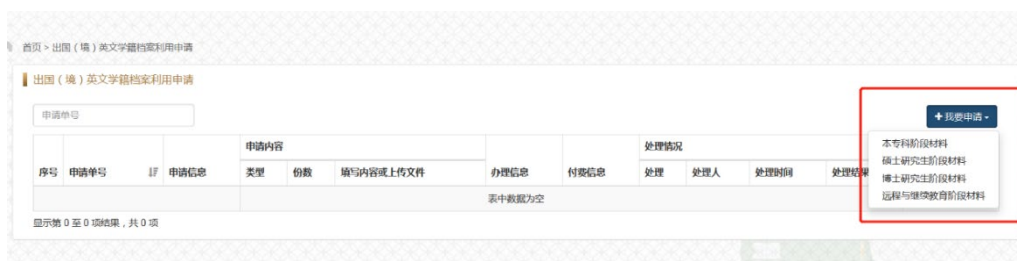 首页 > 出国（境）英文学籍档案利用申请
出国（境）英文学籍档案利用申请
申请单号
+我要申请
本专科阶段材料
硕士研究生阶段材料
博士研究生阶段材料
远程与继续教育阶段材料
申请内容 处理情况
序号 申请单号 申请信息 类型 份数 填写内容或上传文件 办理信息 付费信息 处理 处理人 处理时间 处理结果
表中数据为空
显示第 0 至 0 项结果，共 0 项